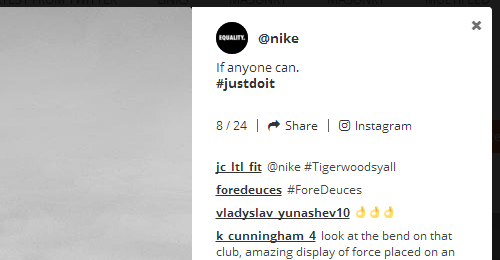 EQUALITY.
@nike
If anyone can.
#justdoit
8 / 24 | Share | Instagram
jc_ltl_fit @nike #Tigerwoodsyall
foredeuces #ForeDeuces
vladyslav_yunashev10 👌👌👌
k_cunningham_4 look at the bend on that
club, amazing display of force placed on an